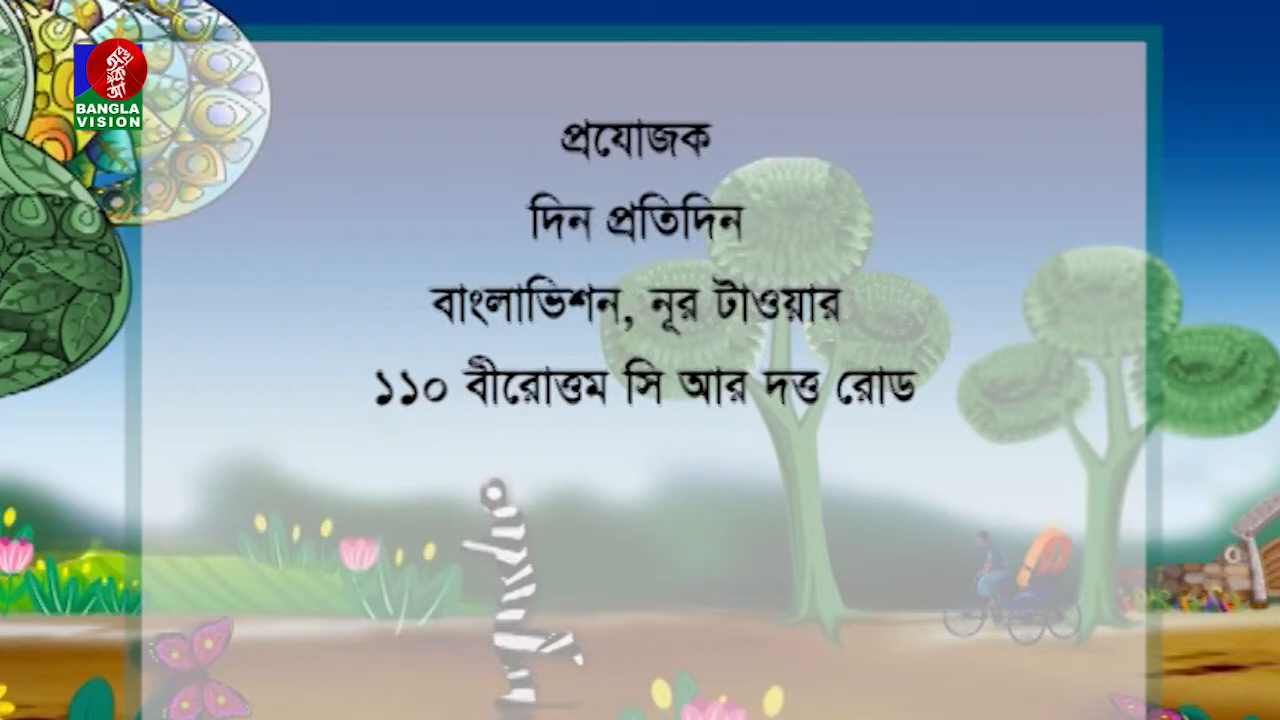 BANGLA
VISION
প্রযোজক
দিন প্রতিদিন
বাংলাভিশন, নূর টাওয়ার
১১০ বীরোত্তম সি আর দত্ত রোড